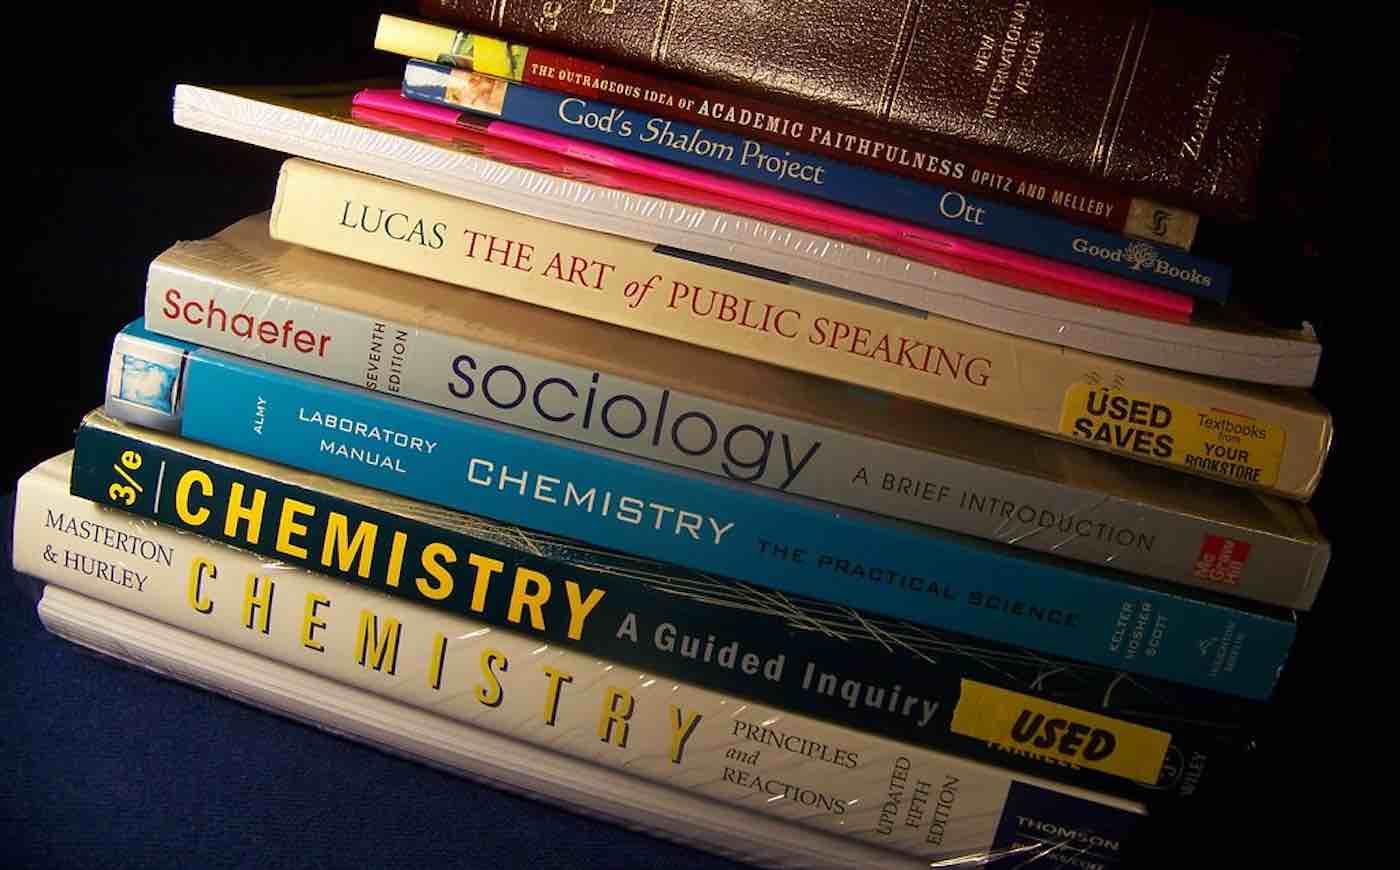 NEW
INTERNATIONAL
VERSION
Zondervan
THE OUTRAGEOUS IDEA OF ACADEMIC FAITHFULNESS OPITZ AND MELLEBY
God's Shalom Project
Ott
Good Books
LUCAS THE ART of PUBLIC SPEAKING
USED
SAVES
Textbooks
from
YOUR
BOOKSTORE
Schaefer
SEVENTH
EDITION
sociology
A BRIEF INTRODUCTION
Mc
Graw
Hill
ALMY
LABORATORY
MANUAL
CHEMISTRY
THE PRACTICAL SCIENCE
KELTER
MOSHER
SCOTT
3/e
CHEMISTRY
A Guided Inquiry
USED
WILEY
MASTERTON
& HURLEY
CHEMISTRY
PRINCIPLES
and
REACTIONS
UPDATED
FIFTH
EDITION
THOMSON